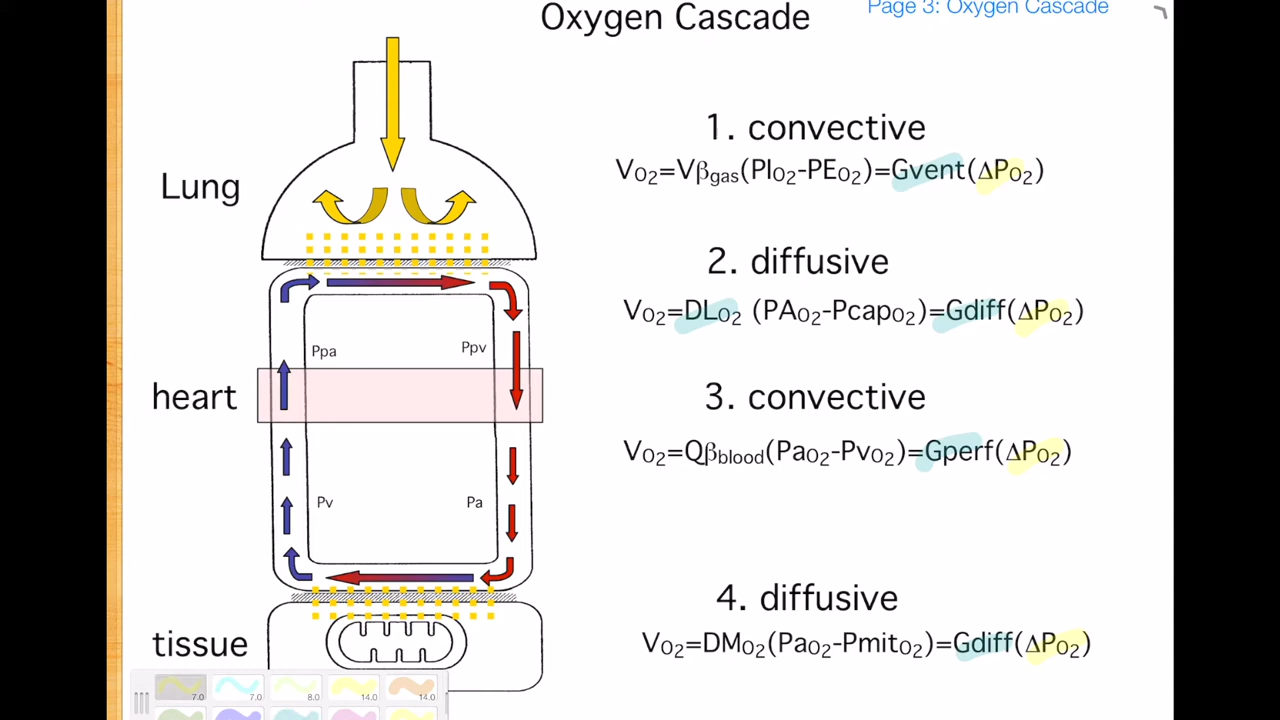 Oxygen Cascade
Page 3: Oxygen Cascade
Lung
1. convective
VO2=Vβgas(PIO2-PEO2)=Gvent(ΔPO2)
2. diffusive
VO2=DLO2 (PAO2-PcapO2)=Gdiff(ΔPO2)
Ppa
Ppv
heart
3. convective
VO2=Qβblood(PaO2-PvO2)=Gperf(ΔPO2)
Pv
Pa
4. diffusive
tissue
VO2=DMO2(PaO2-PmitO2)=Gdiff(ΔPO2)
7.0 7.0 8.0 14.0 14.0